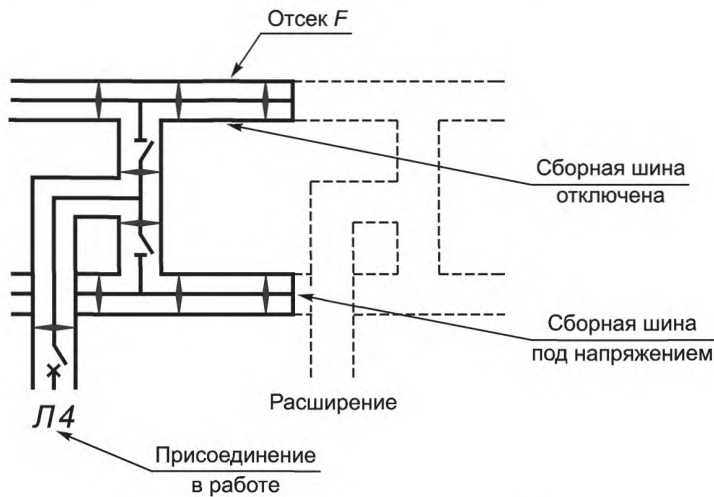 Отсек F
Сборная шина
отключена
Сборная шина
под напряжением
Расширение
Л4
Присоединение
в работе